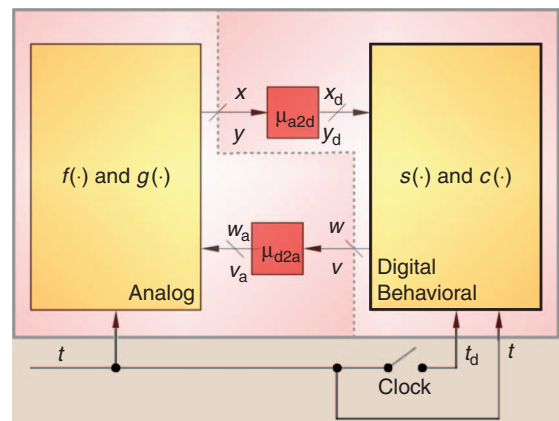 x
y
μa2d
xd
yd
f(·) and g(·)
s(·) and c(·)
wa
va
μd2a
w
v
Analog
Digital
Behavioral
t
td
t
Clock